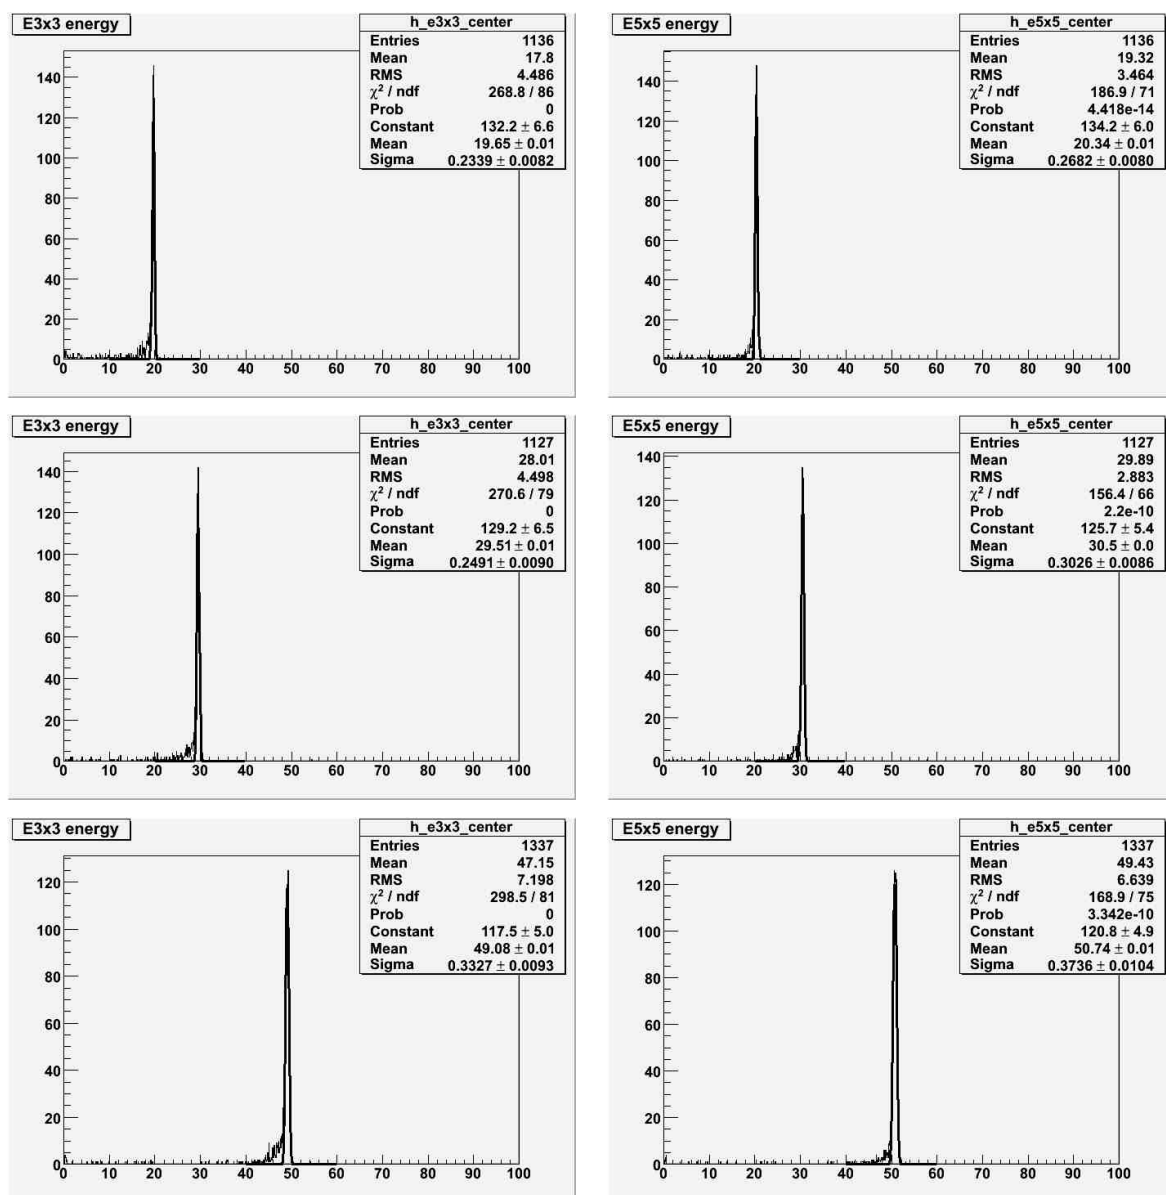 E3x3 energy
h_e3x3_center
Entries 1136
Mean 17.8
RMS 4.486
χ² / ndf 268.8 / 86
Prob 0
Constant 132.2 ± 6.6
Mean 19.65 ± 0.01
Sigma 0.2339 ± 0.0082
140
120
100
80
60
40
20
0
0 10 20 30 40 50 60 70 80 90 100
E5x5 energy
h_e5x5_center
Entries 1136
Mean 19.32
RMS 3.464
χ² / ndf 186.9 / 71
Prob 4.418e-14
Constant 134.2 ± 6.0
Mean 20.34 ± 0.01
Sigma 0.2682 ± 0.0080
140
120
100
80
60
40
20
0
0 10 20 30 40 50 60 70 80 90 100
E3x3 energy
h_e3x3_center
Entries 1127
Mean 28.01
RMS 4.498
χ² / ndf 270.6 / 79
Prob 0
Constant 129.2 ± 6.5
Mean 29.51 ± 0.01
Sigma 0.2491 ± 0.0090
140
120
100
80
60
40
20
0
0 10 20 30 40 50 60 70 80 90 100
E5x5 energy
h_e5x5_center
Entries 1127
Mean 29.89
RMS 2.883
χ² / ndf 156.4 / 66
Prob 2.2e-10
Constant 125.7 ± 5.4
Mean 30.5 ± 0.0
Sigma 0.3026 ± 0.0086
140
120
100
80
60
40
20
0
0 10 20 30 40 50 60 70 80 90 100
E3x3 energy
h_e3x3_center
Entries 1337
Mean 47.15
RMS 7.198
χ² / ndf 298.5 / 81
Prob 0
Constant 117.5 ± 5.0
Mean 49.08 ± 0.01
Sigma 0.3327 ± 0.0093
120
100
80
60
40
20
0
0 10 20 30 40 50 60 70 80 90 100
E5x5 energy
h_e5x5_center
Entries 1337
Mean 49.43
RMS 6.639
χ² / ndf 168.9 / 75
Prob 3.342e-10
Constant 120.8 ± 4.9
Mean 50.74 ± 0.01
Sigma 0.3736 ± 0.0104
120
100
80
60
40
20
0
0 10 20 30 40 50 60 70 80 90 100